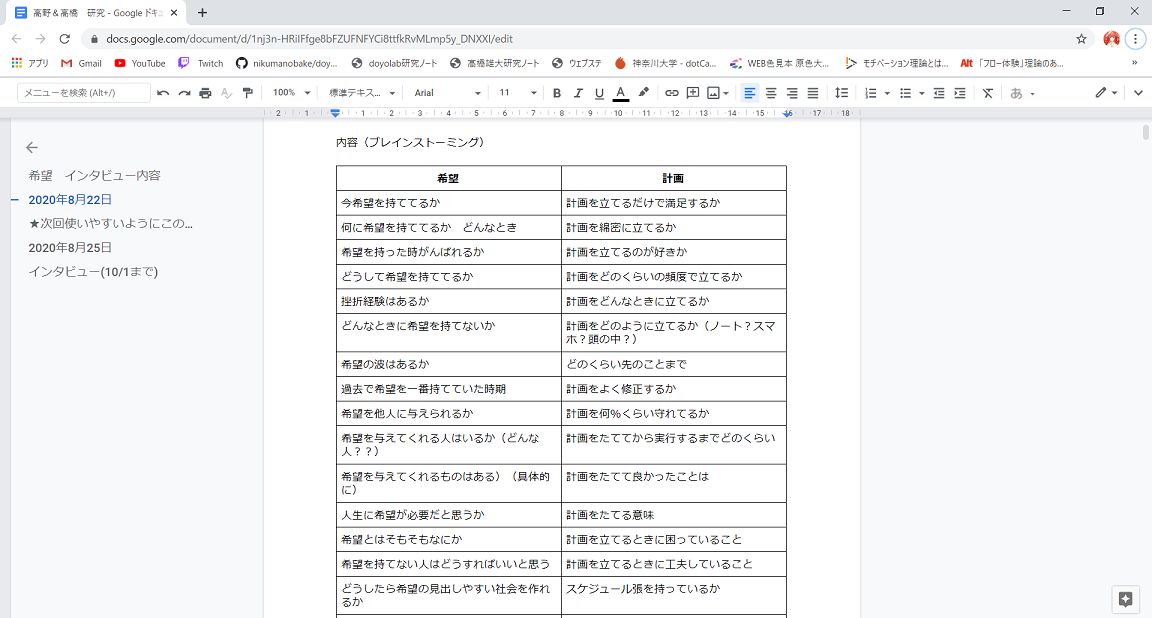 高野＆高橋　研究 - Google ドキ
docs.google.com/document/d/1nj3n-HRiIFfge8bFZUFNFYCi8ttfkRvMLmp5y_DNXXI/edit
アプリ Gmail YouTube Twitch nikumanobake/doy... doyolab研究ノート 高橋雄大研究ノート ウェブステ 神奈川大学 - dotCa... WEB色見本 原色大... モチベーション理論とは... Alt 「フロー体験」理論のあ... »
メニューを検索 (Alt+/) 100% 標準テキス... Arial 11 B I U A あ
2 1 1 2 3 4 5 6 7 8 9 10 11 12 13 14 15 16 17 18
希望　インタビュー内容
2020年8月22日
★次回使いやすいようにこの...
2020年8月25日
インタビュー(10/1まで)
内容（ブレインストーミング）
希望 計画
今希望を持ててるか 計画を立てるだけで満足するか
何に希望を持ててるか　どんなとき 計画を綿密に立てるか
希望を持った時がんばれるか 計画を立てるのが好きか
どうして希望を持ててるか 計画をどのくらいの頻度で立てるか
挫折経験はあるか 計画をどんなときに立てるか
どんなときに希望を持てないか 計画をどのように立てるか（ノート？スマ
ホ？頭の中？）
希望の波はあるか どのくらい先のことまで
過去で希望を一番持てていた時期 計画をよく修正するか
希望を他人に与えられるか 計画を何％くらい守れてるか
希望を与えてくれる人はいるか（どんな
人？？） 計画をたててから実行するまでどのくらい
希望を与えてくれるものはある）（具体的
に） 計画をたてて良かったことは
人生に希望が必要だと思うか 計画をたてる意味
希望とはそもそもなにか 計画を立てるときに困っていること
希望を持てない人はどうすればいいと思う 計画を立てるときに工夫していること
どうしたら希望の見出しやすい社会を作れ
るか スケジュール張を持っているか